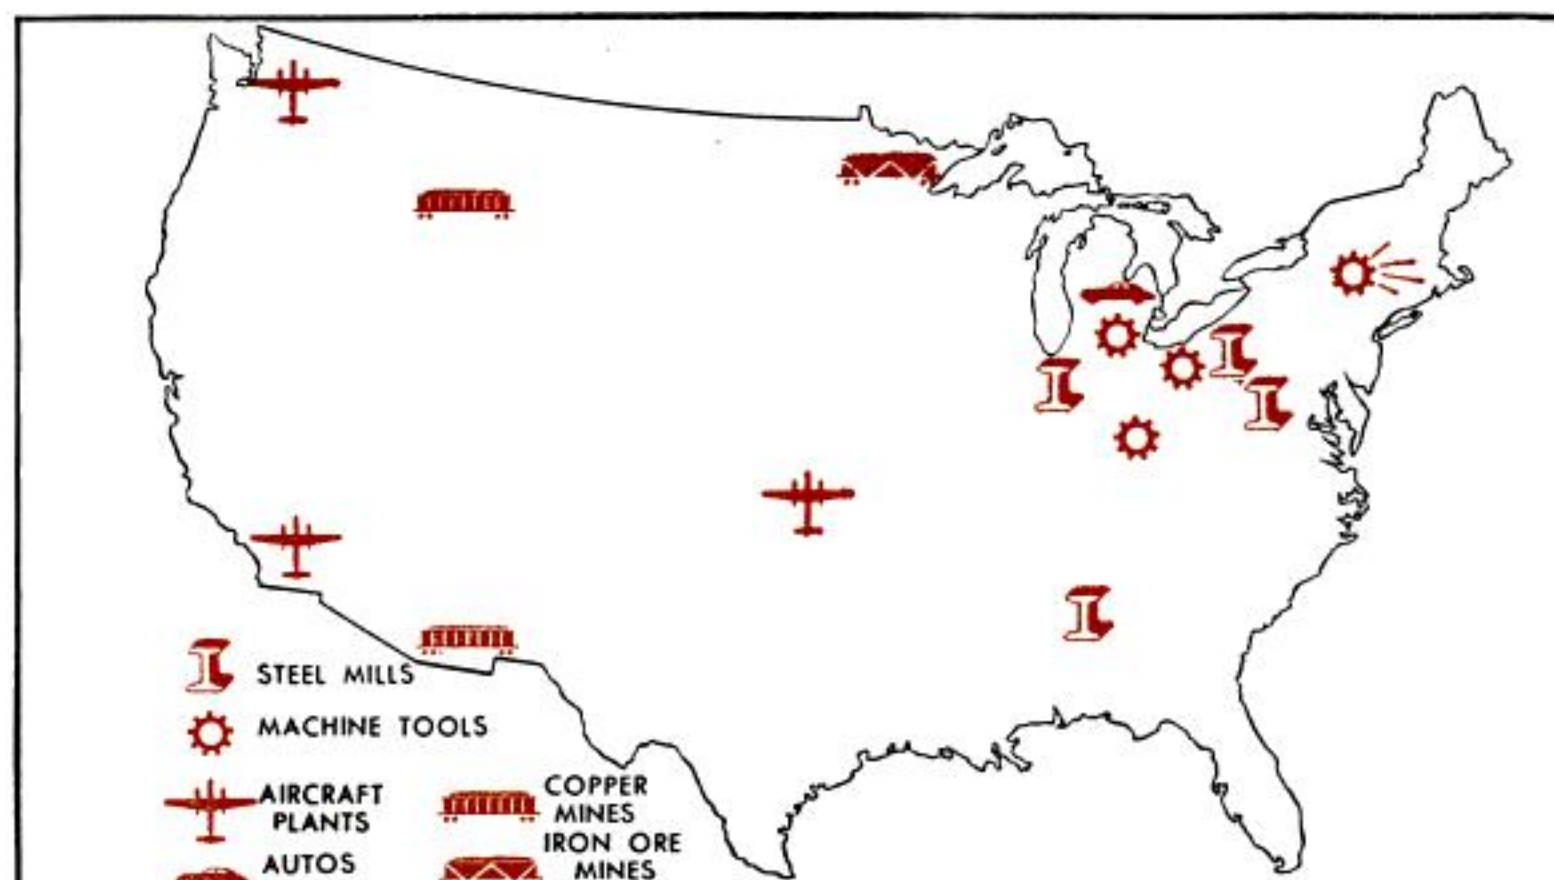 STEEL MILLS
MACHINE TOOLS
AIRCRAFT
PLANTS
AUTOS
COPPER
MINES
IRON ORE
MINES